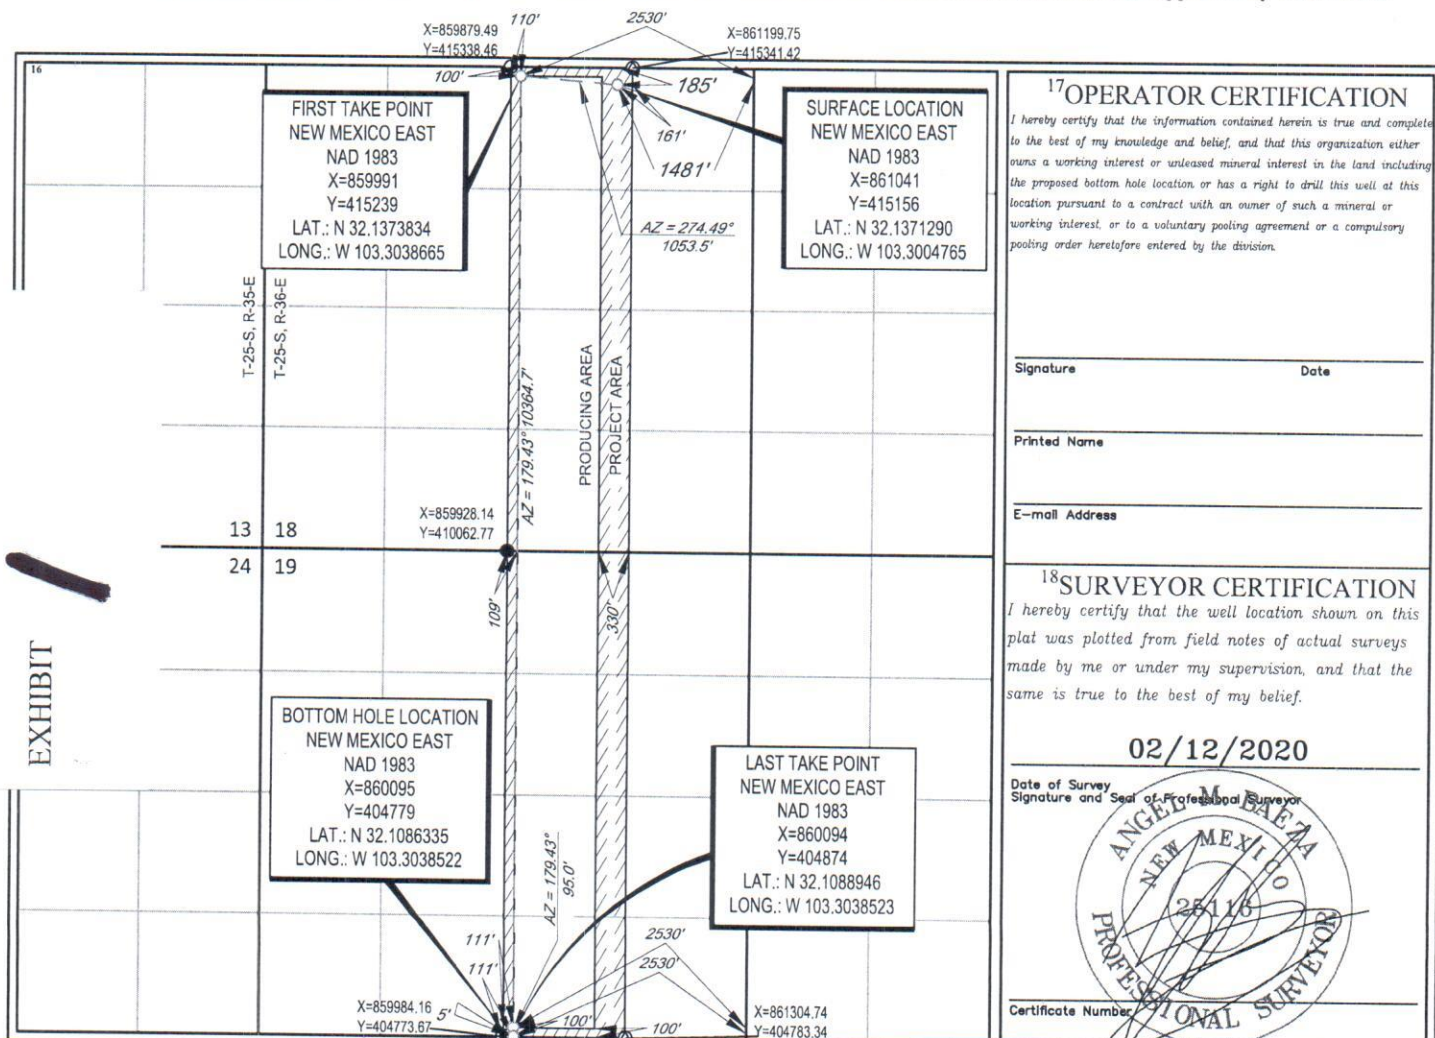 110'
2530'
X=859879.49
Y=415338.46
X=861199.75
Y=415341.42
16
100'
185'
161'
1481'
FIRST TAKE POINT
NEW MEXICO EAST
NAD 1983
X=859991
Y=415239
LAT.: N 32.1373834
LONG.: W 103.3038665
SURFACE LOCATION
NEW MEXICO EAST
NAD 1983
X=861041
Y=415156
LAT.: N 32.1371290
LONG.: W 103.3004765
AZ = 274.49°
1053.5'
T-25-S, R-35-E
T-25-S, R-36-E
AZ = 179.43° 10364.7'
PRODUCING AREA
PROJECT AREA
X=859928.14
Y=410062.77
13 18
24 19
109'
330'
EXHIBIT
BOTTOM HOLE LOCATION
NEW MEXICO EAST
NAD 1983
X=860095
Y=404779
LAT.: N 32.1086335
LONG.: W 103.3038522
LAST TAKE POINT
NEW MEXICO EAST
NAD 1983
X=860094
Y=404874
LAT.: N 32.1088946
LONG.: W 103.3038523
AZ = 179.43°
95.0'
111'
111'
2530'
2530'
X=859984.16
Y=404773.67
5'
100'
100'
X=861304.74
Y=404783.34
17 OPERATOR CERTIFICATION
I hereby certify that the information contained herein is true and complete
to the best of my knowledge and belief, and that this organization either
owns a working interest or unleased mineral interest in the land including
the proposed bottom hole location or has a right to drill this well at this
location pursuant to a contract with an owner of such a mineral or
working interest, or to a voluntary pooling agreement or a compulsory
pooling order heretofore entered by the division.
Signature Date
Printed Name
E-mail Address
18 SURVEYOR CERTIFICATION
I hereby certify that the well location shown on this
plat was plotted from field notes of actual surveys
made by me or under my supervision, and that the
same is true to the best of my belief.
02/12/2020
Date of Survey
Signature and Seal of Professional Surveyor
ANGEL M. BAEZA
NEW MEXICO
25116
PROFESSIONAL SURVEYOR
Certificate Number